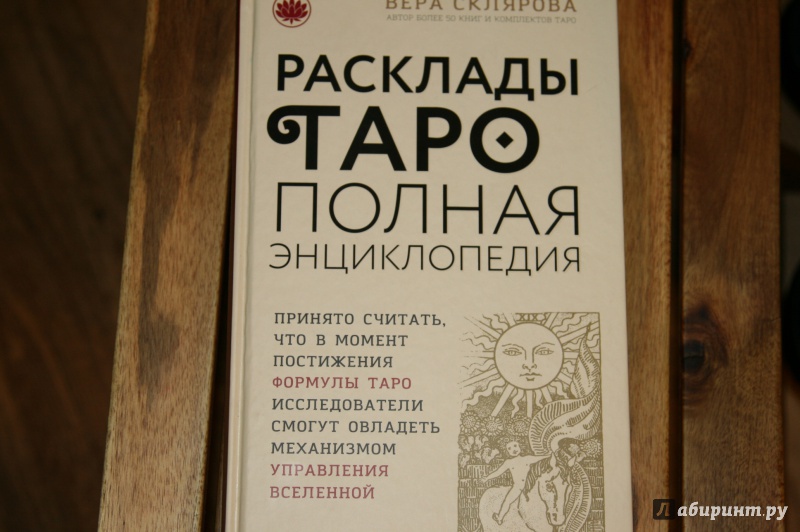 ВЕРА СКЛЯРОВА
АВТОР БОЛЕЕ 50 КНИГ И КОМПЛЕКТОВ ТАРО
РАСКЛАДЫ
ТАРО
ПОЛНАЯ
ЭНЦИКЛОПЕДИЯ
ПРИНЯТО СЧИТАТЬ,
ЧТО В МОМЕНТ
ПОСТИЖЕНИЯ
ФОРМУЛЫ ТАРО
ИССЛЕДОВАТЕЛИ
СМОГУТ ОВЛАДЕТЬ
МЕХАНИЗМОМ
УПРАВЛЕНИЯ
ВСЕЛЕННОЙ
Лабиринт.ру